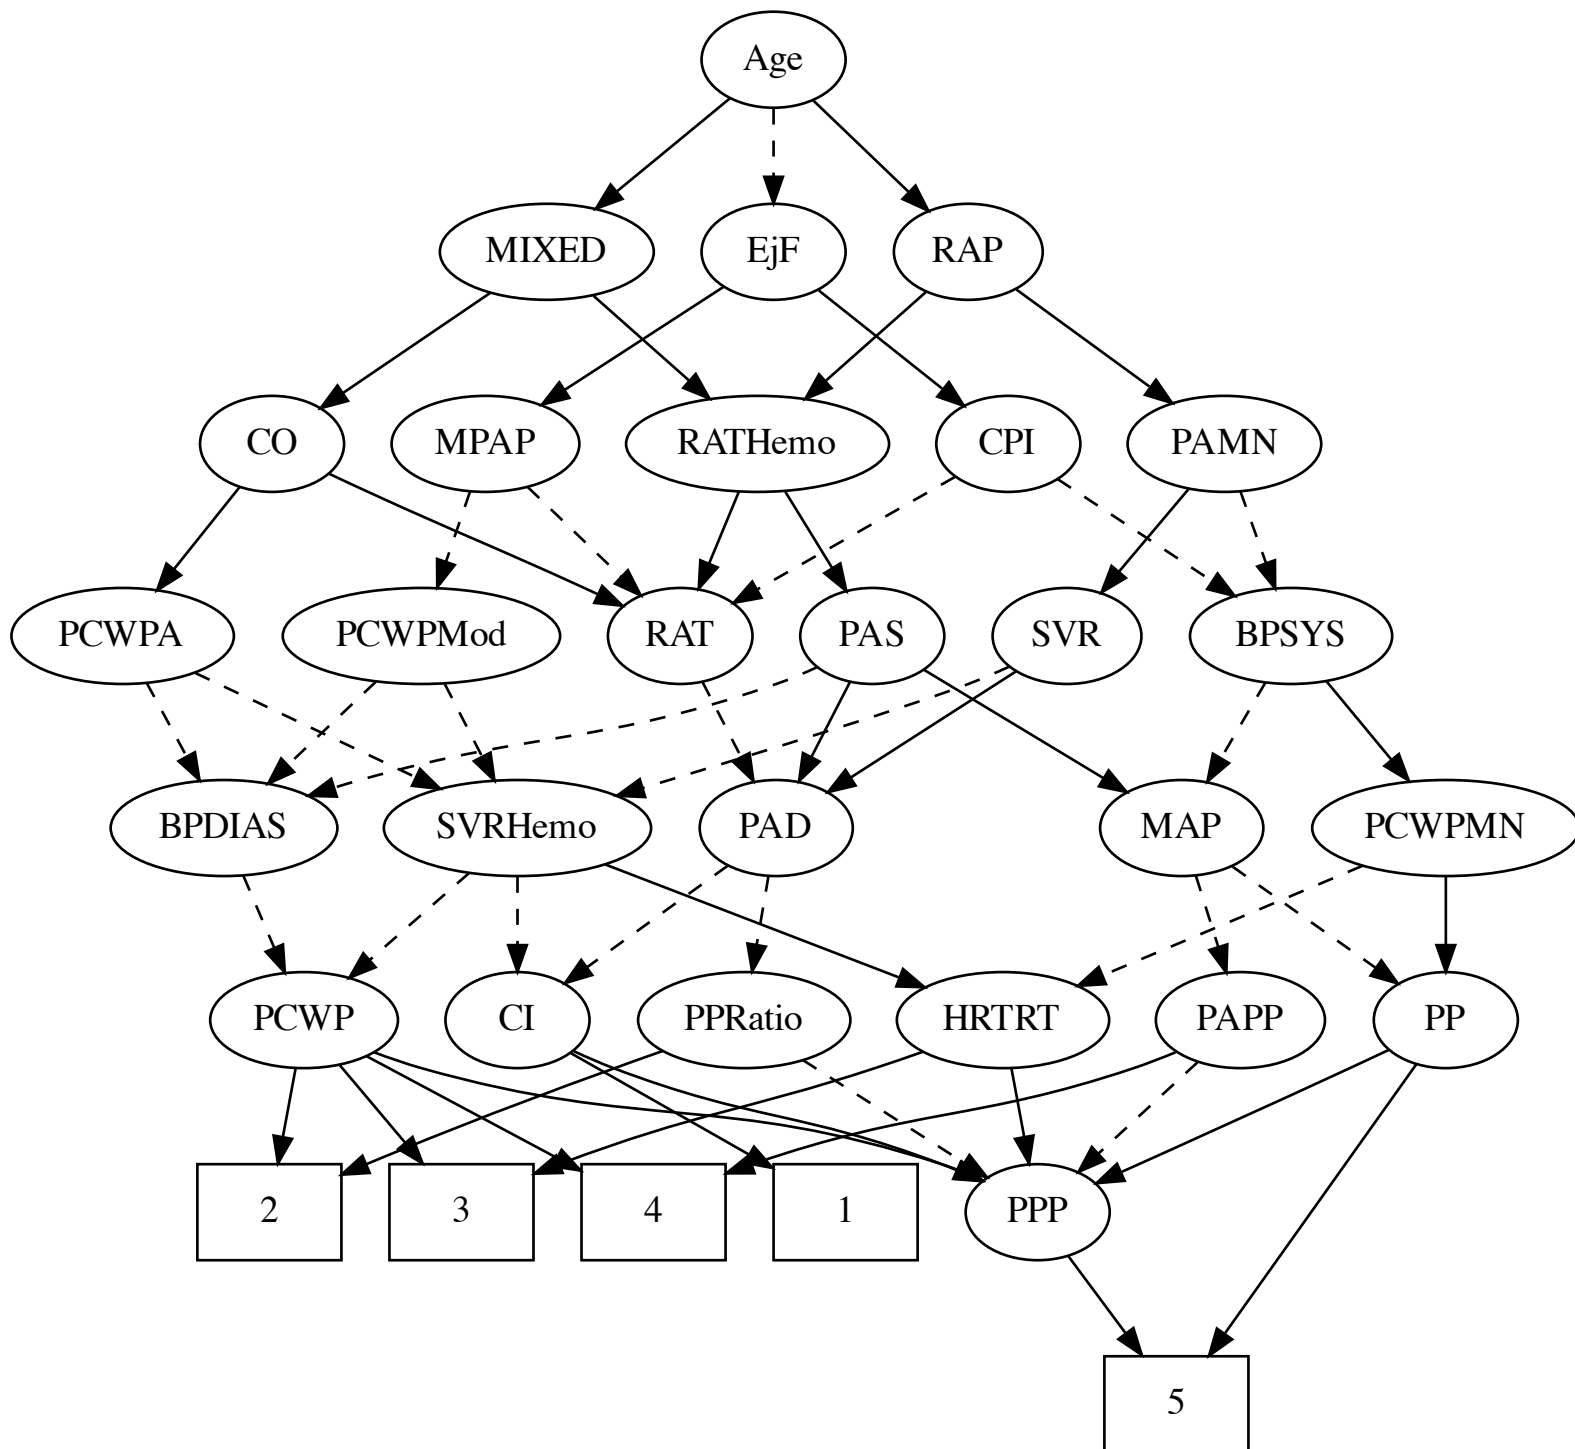 Age
MIXED
EjF
RAP
CO
MPAP
RATHemo
CPI
PAMN
PCWPA
PCWPMod
RAT
PAS
SVR
BPSYS
BPDIAS
SVRHemo
PAD
MAP
PCWPMN
PCWP
CI
PPRatio
HRTRT
PAPP
PP
2
3
4
1
PPP
5